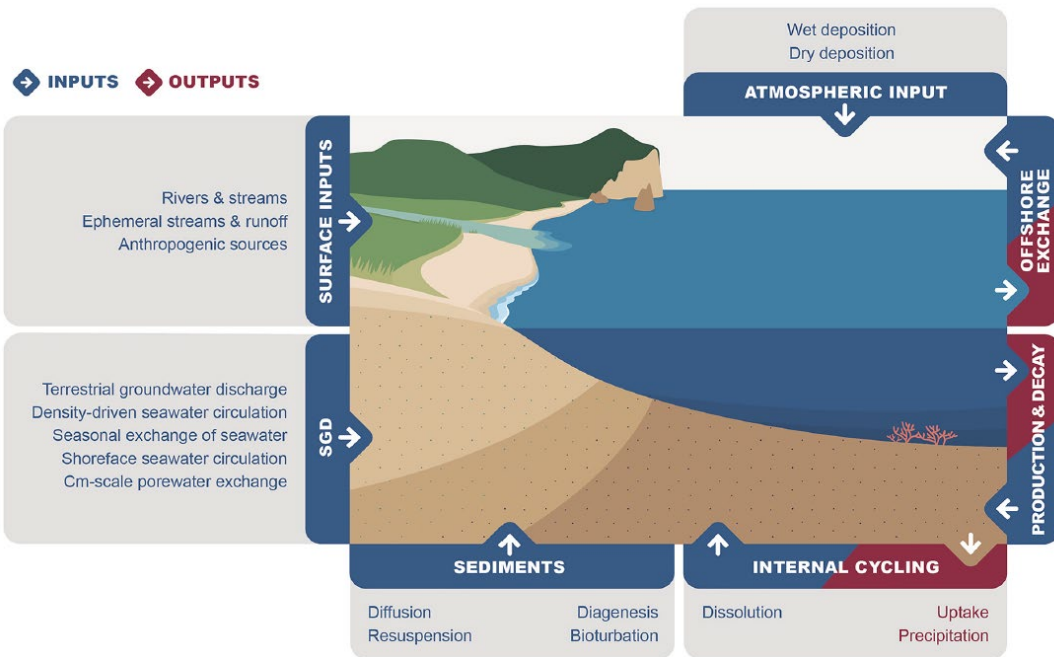 Wet deposition
Dry deposition
INPUTS
OUTPUTS
ATMOSPHERIC INPUT
Rivers & streams
Ephemeral streams & runoff
Anthropogenic sources
SURFACE INPUTS
OFFSHORE
EXCHANGE
Terrestrial groundwater discharge
Density-driven seawater circulation
Seasonal exchange of seawater
Shoreface seawater circulation
Cm-scale porewater exchange
SGD
PRODUCTION & DECAY
SEDIMENTS
Diffusion
Resuspension
Diagenesis
Bioturbation
INTERNAL CYCLING
Dissolution
Uptake
Precipitation